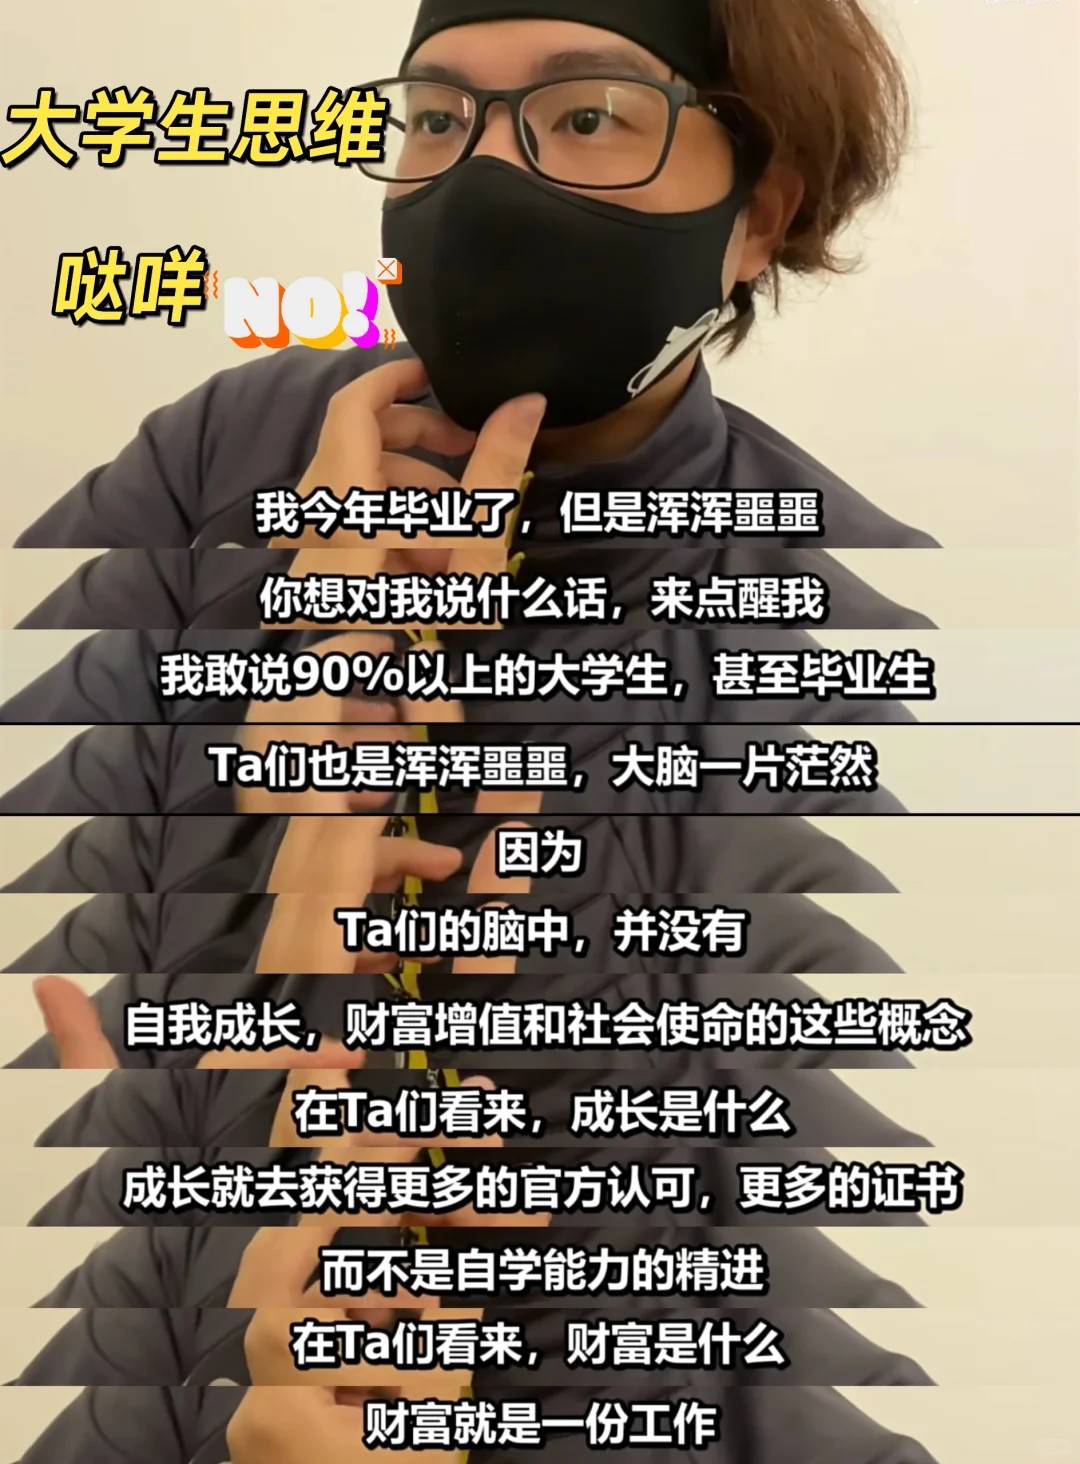 大学生思维
哒咩
NO!
我今年毕业了，但是浑浑噩噩
你想对我说什么话，来点醒我
我敢说90%以上的大学生，甚至毕业生
Ta们也是浑浑噩噩，大脑一片茫然
因为
Ta们的脑中，并没有
自我成长，财富增值和社会使命的这些概念
在Ta们看来，成长是什么
成长就去获得更多的官方认可，更多的证书
而不是自学能力的精进
在Ta们看来，财富是什么
财富就是一份工作